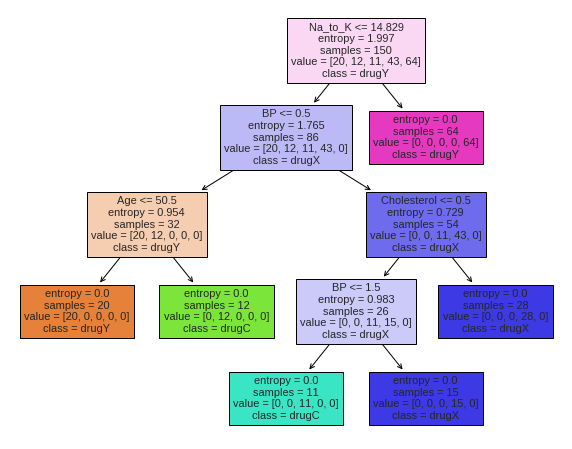 Na_to_K <= 14.829
entropy = 1.997
samples = 150
value = [20, 12, 11, 43, 64]
class = drugY
BP <= 0.5
entropy = 1.765
samples = 86
value = [20, 12, 11, 43, 0]
class = drugX
entropy = 0.0
samples = 64
value = [0, 0, 0, 0, 64]
class = drugY
Age <= 50.5
entropy = 0.954
samples = 32
value = [20, 12, 0, 0, 0]
class = drugY
Cholesterol <= 0.5
entropy = 0.729
samples = 54
value = [0, 0, 11, 43, 0]
class = drugX
entropy = 0.0
samples = 20
value = [20, 0, 0, 0, 0]
class = drugY
entropy = 0.0
samples = 12
value = [0, 12, 0, 0, 0]
class = drugC
BP <= 1.5
entropy = 0.983
samples = 26
value = [0, 0, 11, 15, 0]
class = drugX
entropy = 0.0
samples = 28
value = [0, 0, 0, 28, 0]
class = drugX
entropy = 0.0
samples = 11
value = [0, 0, 11, 0, 0]
class = drugC
entropy = 0.0
samples = 15
value = [0, 0, 0, 15, 0]
class = drugX